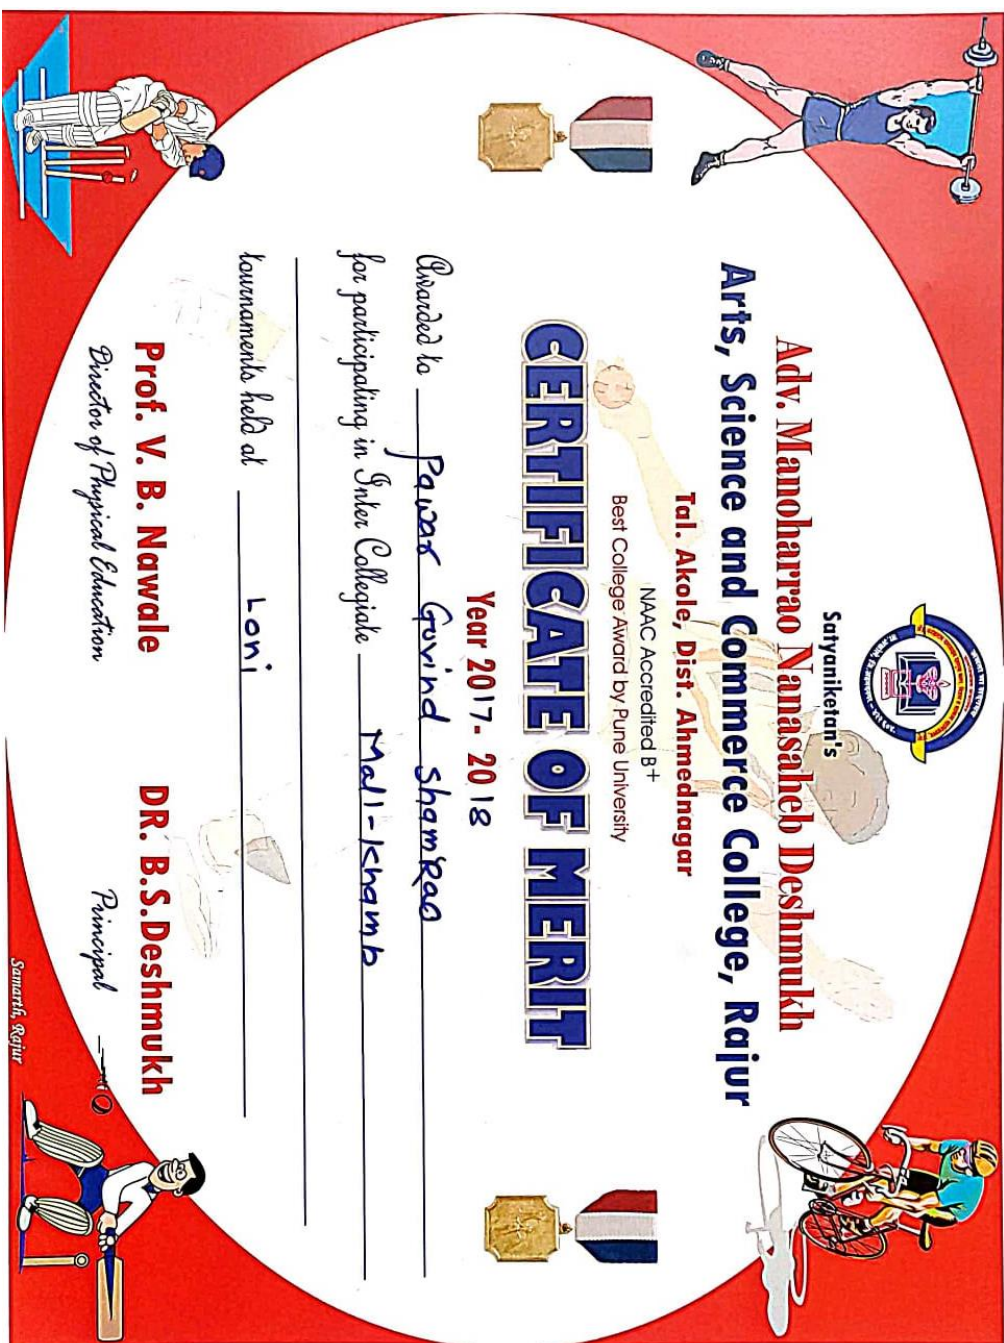 Satyaniketan's
Adv. Manoharrao Nanasaheb Deshmukh
Arts, Science and Commerce College, Rajur
Tal. Akole, Dist. Ahmednagar
NAAC Accredited B+
Best College Award by Pune University
CERTIFICATE OF MERIT
Year 2017 - 2018
Awarded to Pawar Govind ShamRao
for participating in Inter Collegiate Mall-khamb
tournaments held at Loni
Prof. V. B. Nawale DR. B.S.Deshmukh
Director of Physical Education Principal
Samarth, Rajur